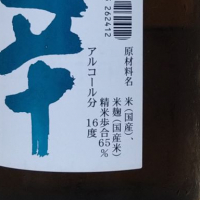 262412
原材料名　米(国産)、
米麹(国産米)
精米歩合65%
アルコール分　16度